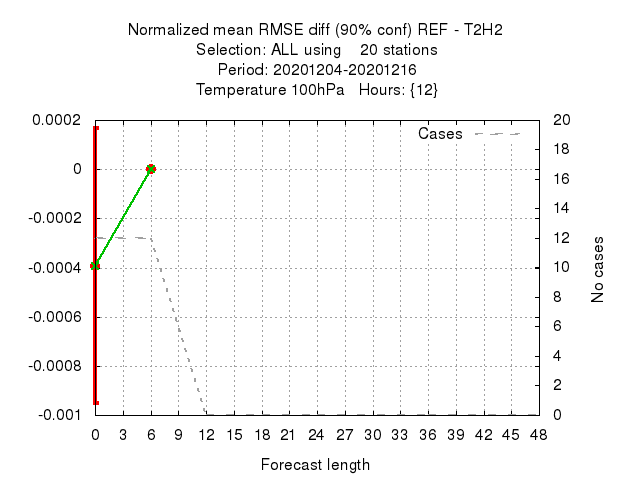 Normalized mean RMSE diff (90% conf) REF - T2H2
Selection: ALL using    20 stations
Period: 20201204-20201216
Temperature 100hPa   Hours: {12}
Cases
0.0002
0
-0.0002
-0.0004
-0.0006
-0.0008
-0.001
20
18
16
14
12
10
8
6
4
2
0
No cases
0 3 6 9 12 15 18 21 24 27 30 33 36 39 42 45 48
Forecast length